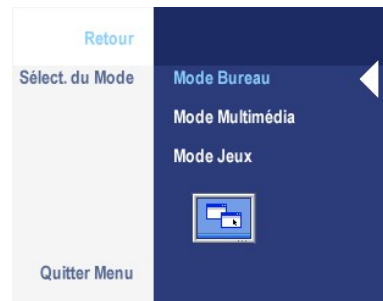 Retour
Sélect. du Mode
Mode Bureau
Mode Multimédia
Mode Jeux
Quitter Menu